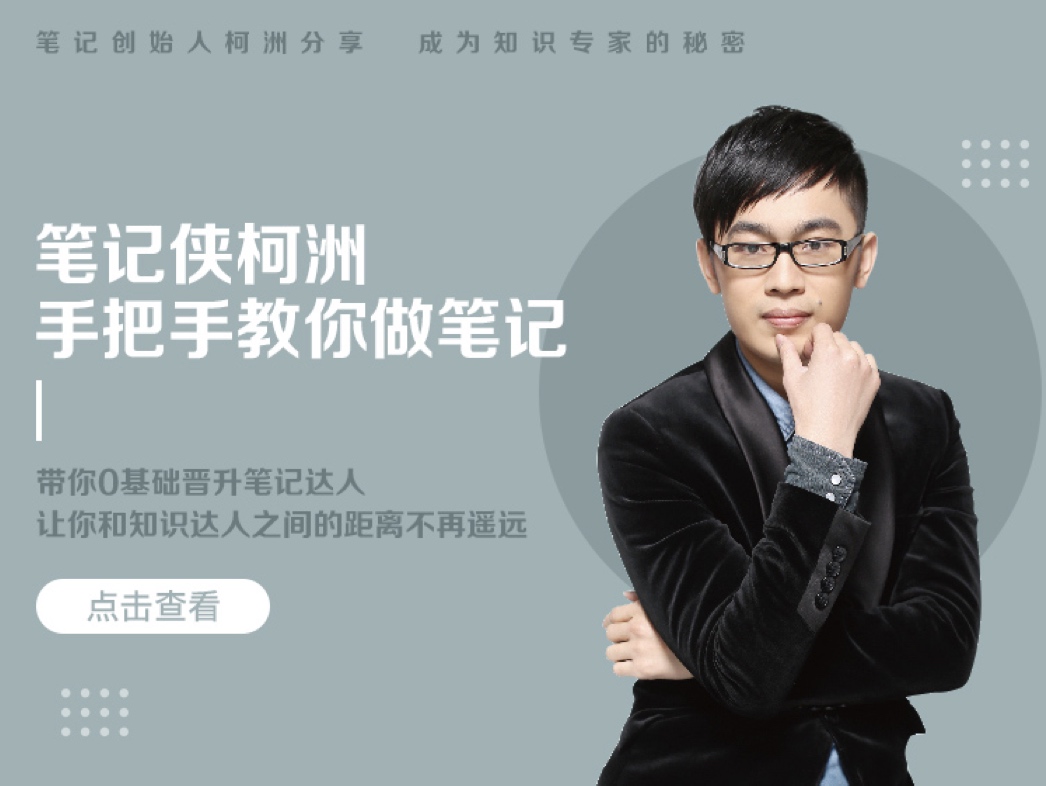 笔记创始人柯洲分享 成为知识专家的秘密
笔记侠柯洲
手把手教你做笔记
带你0基础晋升笔记达人
让你和知识达人之间的距离不再遥远
点击查看